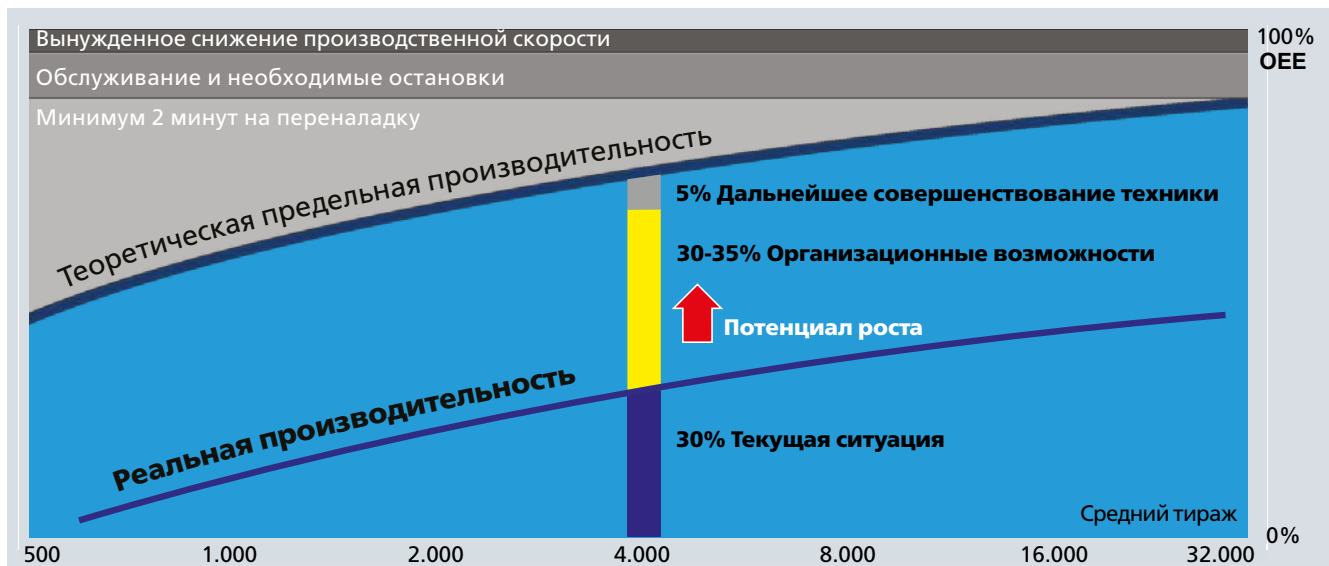 Вынужденное снижение производственной скорости
100%
OEE
Обслуживание и необходимые остановки
Минимум 2 минут на переналадку
Теоретическая предельная производительность
5% Дальнейшее совершенствование техники
30-35% Организационные возможности
Потенциал роста
Реальная производительность
30% Текущая ситуация
Средний тираж
0%
500 1.000 2.000 4.000 8.000 16.000 32.000